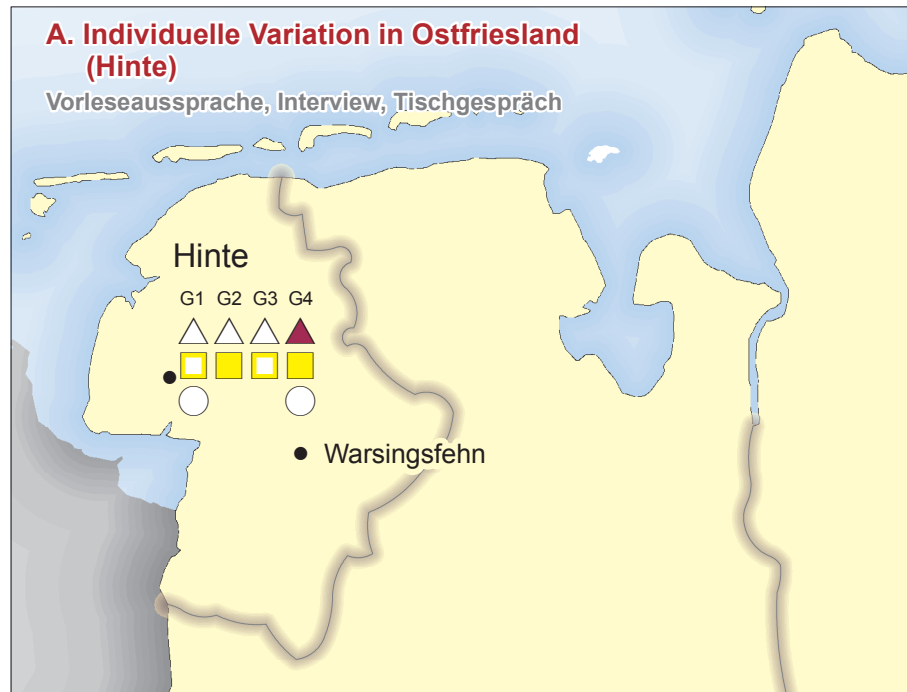 A. Individuelle Variation in Ostfriesland
(Hinte)
Vorleseaussprache, Interview, Tischgespräch
Hinte
G1 G2 G3 G4
Warsingsfehn